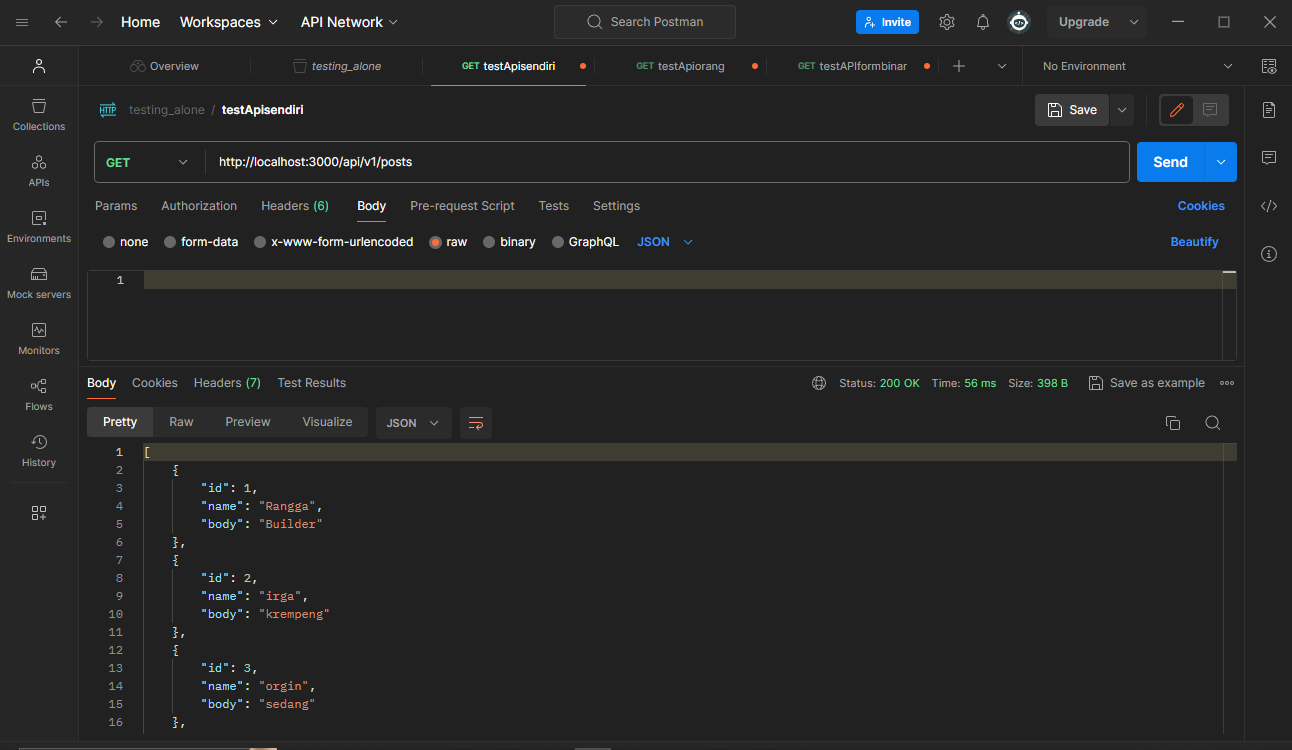 Home Workspaces API Network Search Postman Invite Upgrade
Overview testing_alone GET testApisendiri GET testApiorang GET testAPIformbinar No Environment
HTTP testing_alone / testApisendiri Save
Collections
GET http://localhost:3000/api/v1/posts Send
APIs
Params Authorization Headers (6) Body Pre-request Script Tests Settings Cookies
Environments
none form-data x-www-form-urlencoded raw binary GraphQL JSON Beautify
1
Mock servers
Monitors
Body Cookies Headers (7) Test Results Status: 200 OK Time: 56 ms Size: 398 B Save as example
Flows
Pretty Raw Preview Visualize JSON
History
1 [
2 {
3 "id": 1,
4 "name": "Rangga",
5 "body": "Builder"
6 },
7 {
8 "id": 2,
9 "name": "irga",
10 "body": "krempeng"
11 },
12 {
13 "id": 3,
14 "name": "orgin",
15 "body": "sedang"
16 },